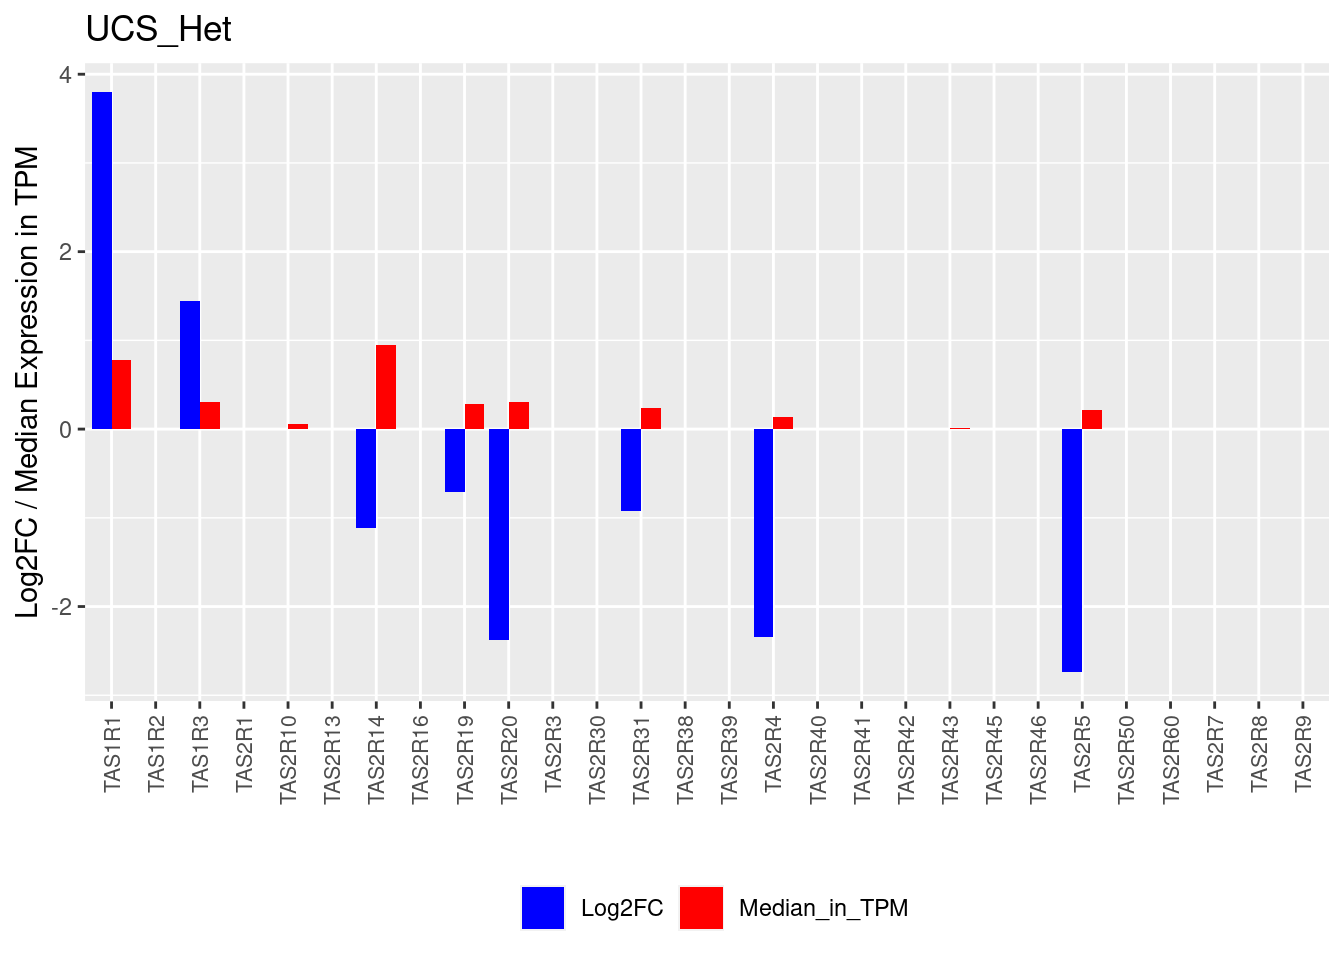 UCS_Het
Log2FC / Median Expression in TPM
4
2
0
-2
TAS1R1
TAS1R2
TAS1R3
TAS2R1
TAS2R10
TAS2R13
TAS2R14
TAS2R16
TAS2R19
TAS2R20
TAS2R3
TAS2R30
TAS2R31
TAS2R38
TAS2R39
TAS2R4
TAS2R40
TAS2R41
TAS2R42
TAS2R43
TAS2R45
TAS2R46
TAS2R5
TAS2R50
TAS2R60
TAS2R7
TAS2R8
TAS2R9
Log2FC
Median_in_TPM